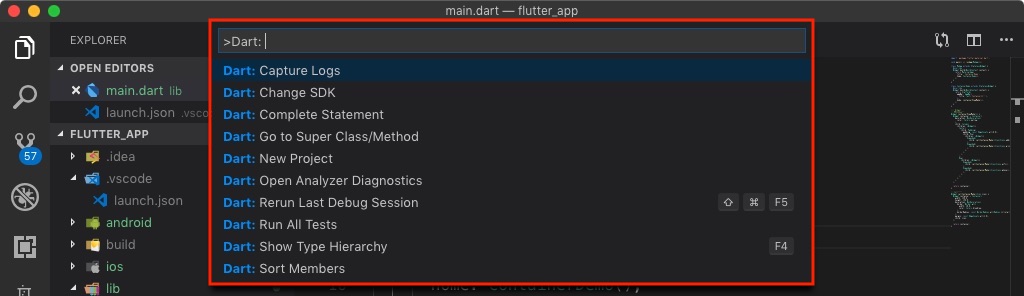 main.dart — flutter_app
EXPLORER
OPEN EDITORS
main.dart lib
launch.json .vsco
57
FLUTTER_APP
.idea
.vscode
launch.json
android
build
ios
lib
>Dart:
Dart: Capture Logs
Dart: Change SDK
Dart: Complete Statement
Dart: Go to Super Class/Method
Dart: New Project
Dart: Open Analyzer Diagnostics
Dart: Rerun Last Debug Session ⇧ ⌘ F5
Dart: Run All Tests
Dart: Show Type Hierarchy F4
Dart: Sort Members